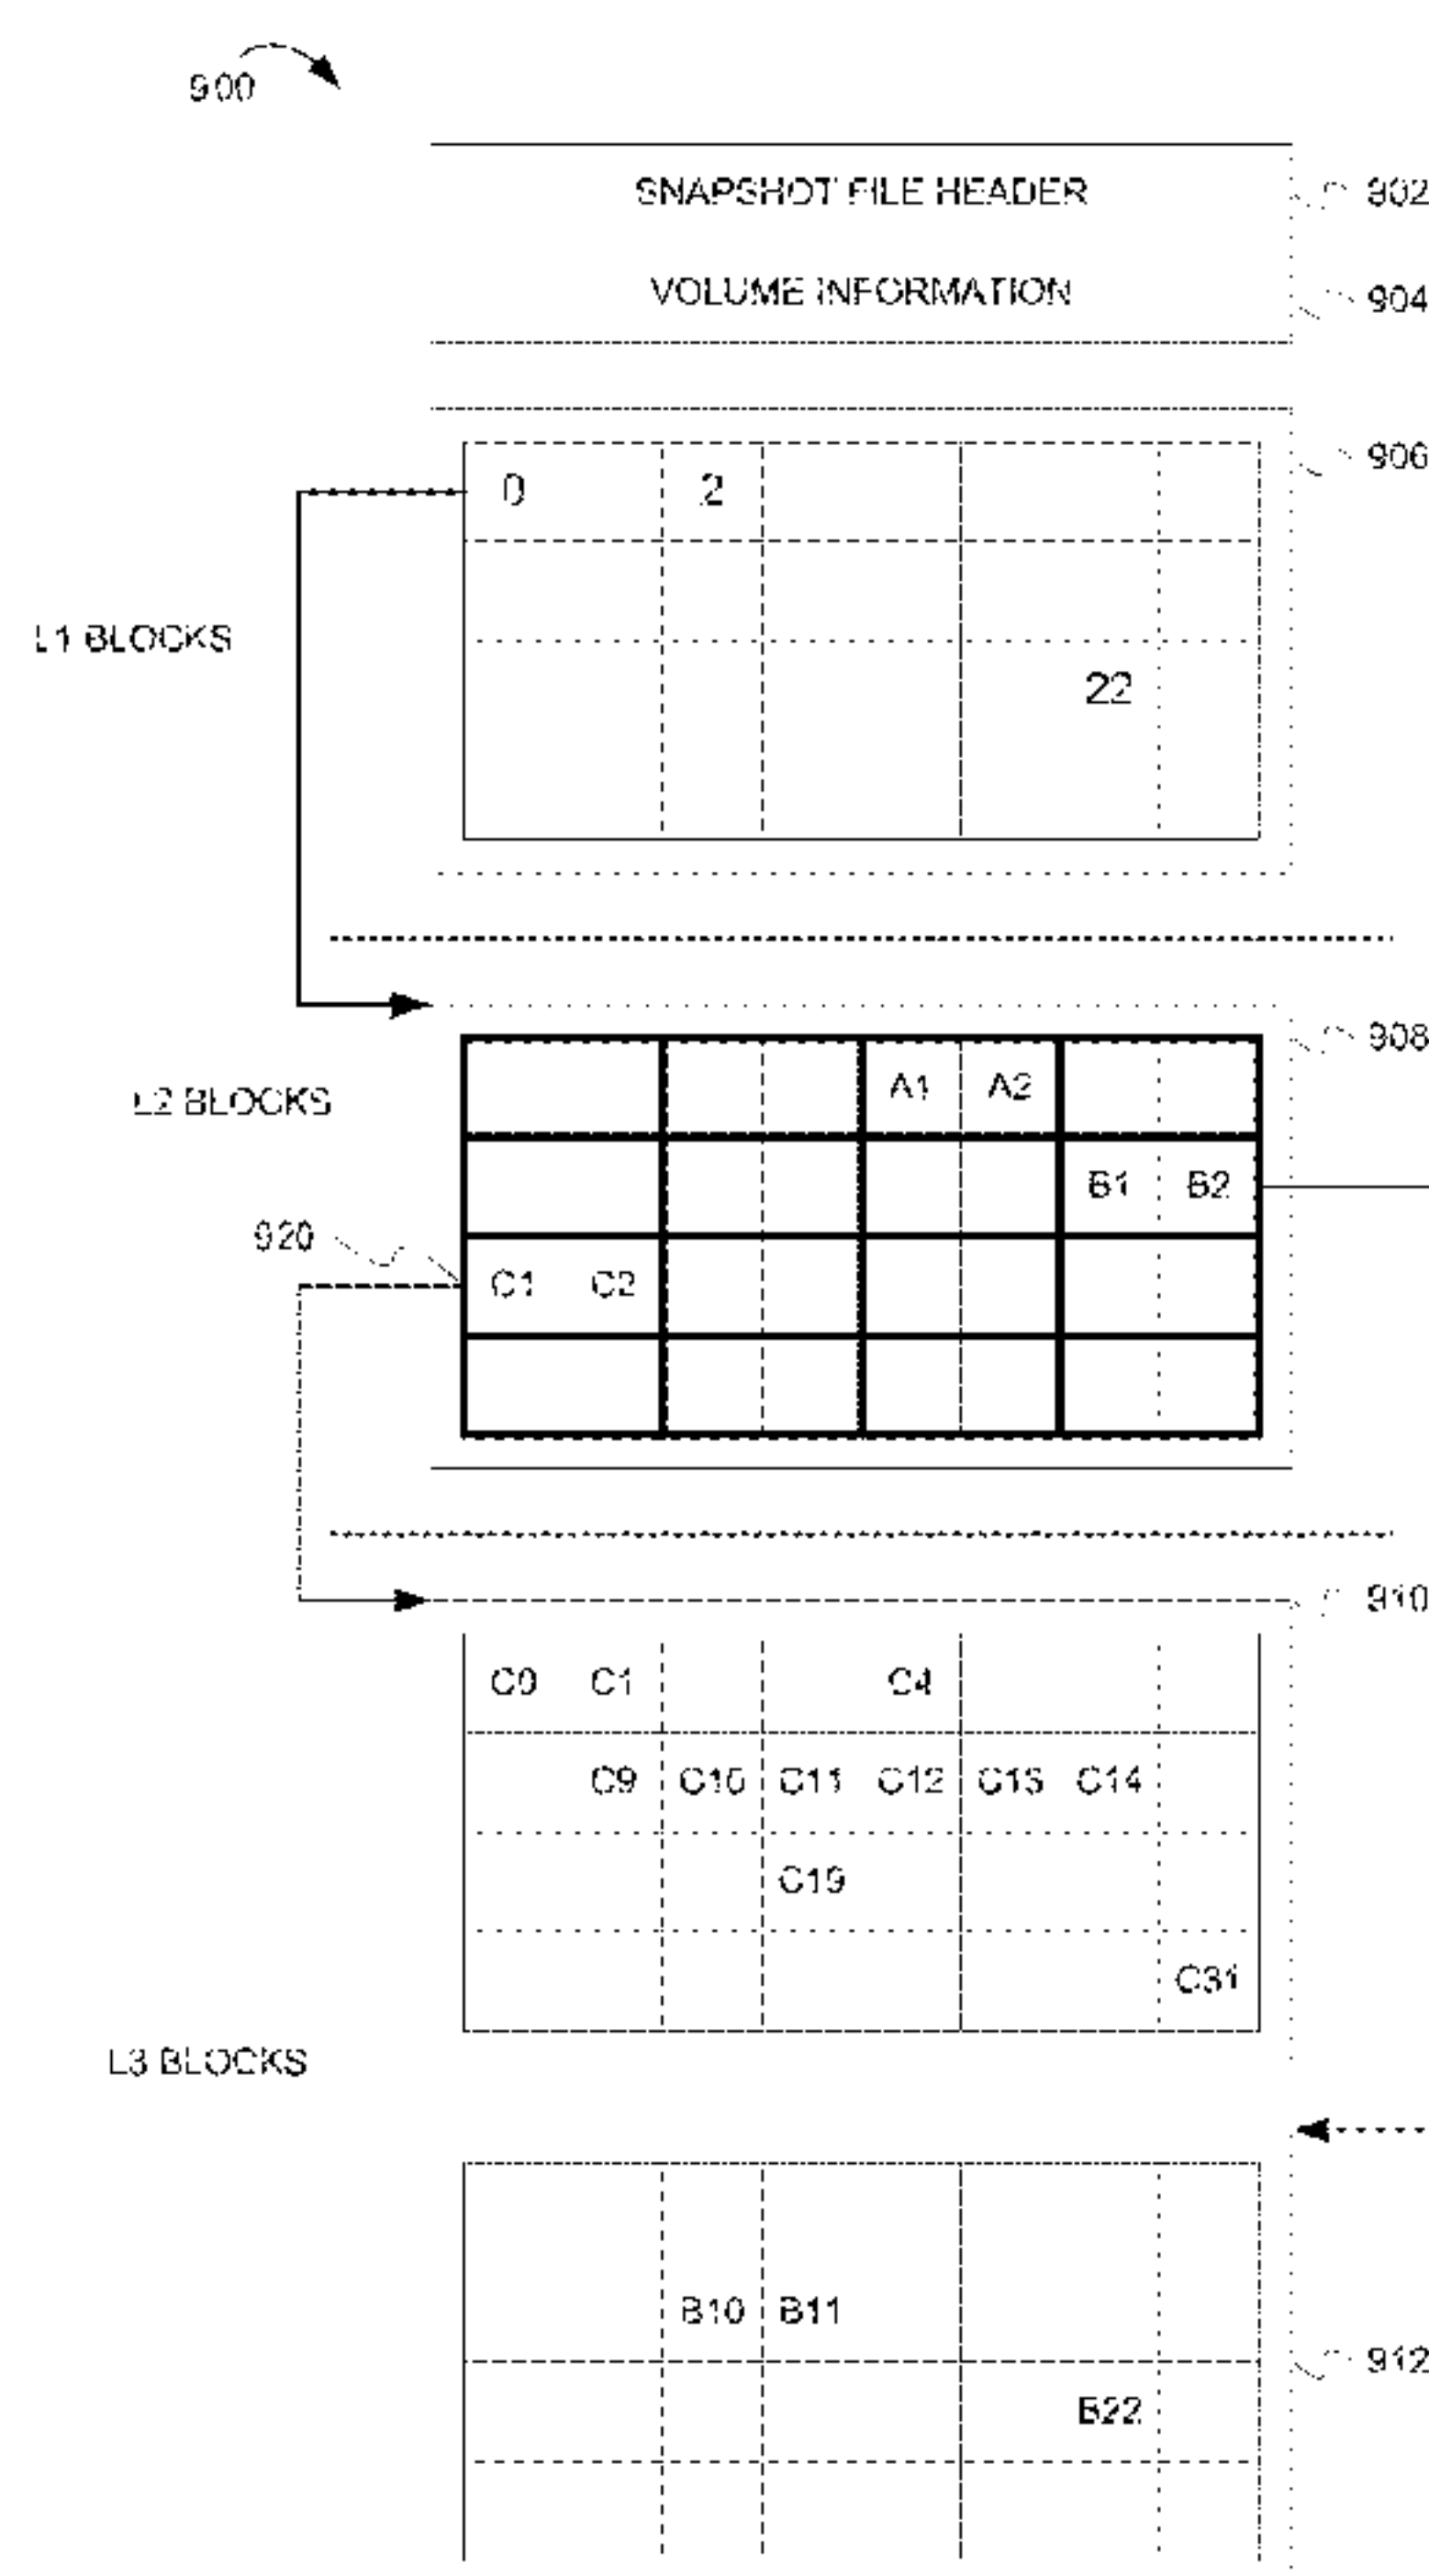 900
SNAPSHOT FILE HEADER 902
VOLUME INFORMATION 904
906
0 2
L1 BLOCKS
22
908
A1 A2
L2 BLOCKS
B1 B2
920
C1 C2
910
C0 C1 C4
C9 C10 C11 C12 C13 C14
C19
C31
L3 BLOCKS
B10 B11
912
B22